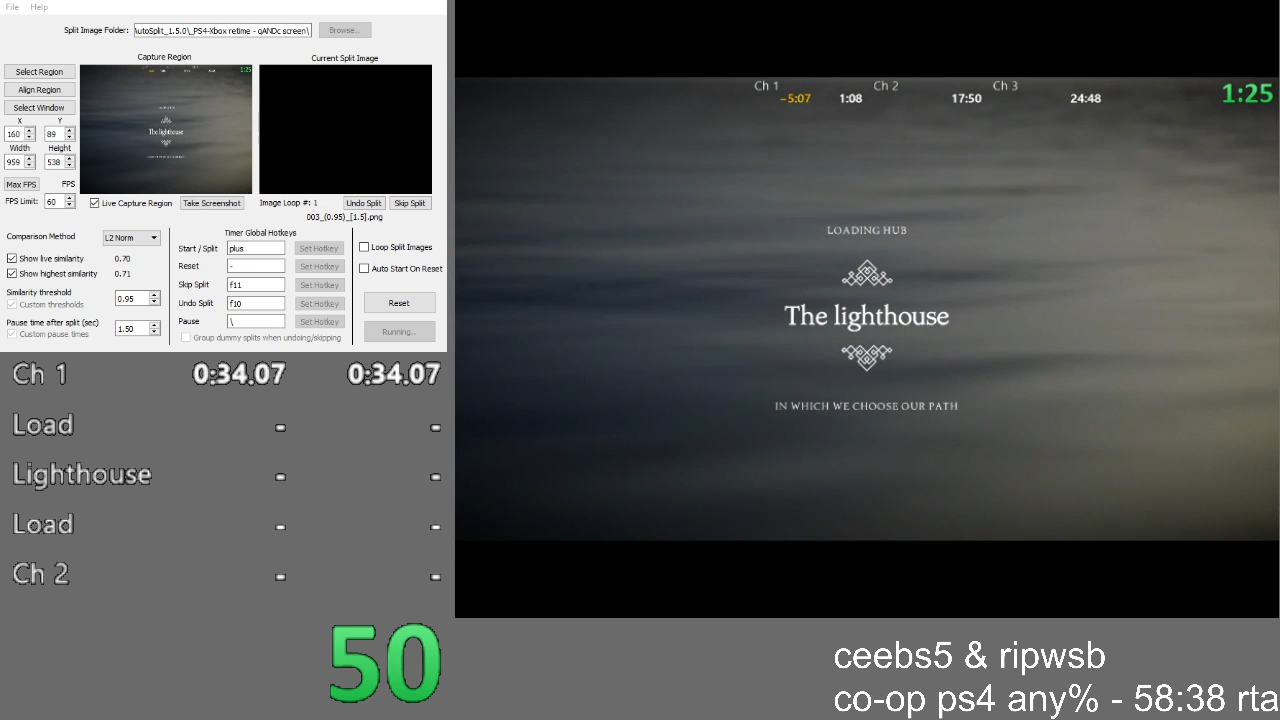 File Help
Split Image Folder: \utoSplit_1.5.0\_PS4-Xbox retime - qANDc screen\ Browse...
Capture Region Current Split Image
Select Region
Align Region
Select Window
X Y
160 89
Width Height
959 538
Max FPS FPS
FPS Limit: 60
Live Capture Region Take Screenshot Image Loop #: 1 Undo Split Skip Split
003_(0.95)_[1.5].png
Comparison Method L2 Norm
Show live similarity 0.70
Show highest similarity 0.71
Similarity threshold
Custom thresholds
0.95
Pause time after split (sec)
Custom pause times
1.50
Timer Global Hotkeys
Start / Split plus Set Hotkey
Reset - Set Hotkey
Skip Split f11 Set Hotkey
Undo Split f10 Set Hotkey
Pause \ Set Hotkey
Group dummy splits when undoing/skipping
Loop Split Images
Auto Start On Reset
Reset
Running...
1:25
The lighthouse
Ch 1 0:34.07 0:34.07
Load - -
Lighthouse - -
Load - -
Ch 2 - -
50
Ch 1 Ch 2 Ch 3
−5:07 1:08 17:50 24:48 1:25
LOADING HUB
The lighthouse
IN WHICH WE CHOOSE OUR PATH
ceebs5 & ripwsb
co-op ps4 any% - 58:38 rta